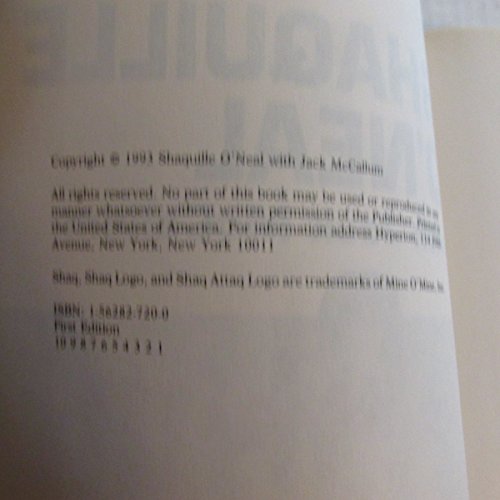 Copyright © 1993 Shaquille O'Neal with Jack McCallum
All rights reserved. No part of this book may be used or reproduced in any
manner whatsoever without written permission of the Publisher. Printed in
the United States of America. For information address Hyperion, 114 Fifth
Avenue, New York, New York 10011
Shaq, Shaq Logo, and Shaq Attaq Logo are trademarks of Mine O'Mine, In
ISBN: 1-56282-720-0
First Edition
10 9 8 7 6 5 4 3 2 1